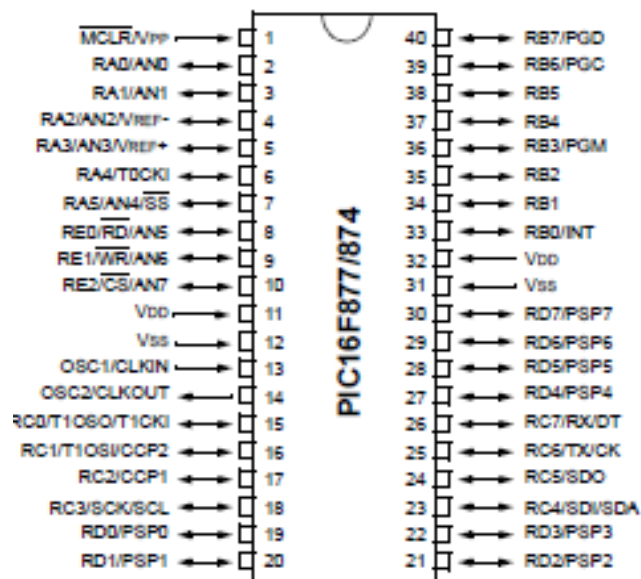 MCLR/VPP 1 40 RB7/PGD
RA0/AN0 2 39 RB6/PGC
RA1/AN1 3 38 RB5
RA2/AN2/VREF- 4 37 RB4
RA3/AN3/VREF+ 5 36 RB3/PGM
RA4/T0CKI 6 35 RB2
RA5/AN4/SS 7 34 RB1
RE0/RD/AN5 8 33 RB0/INT
RE1/WR/AN6 9 32 VDD
RE2/CS/AN7 10 31 VSS
VDD 11 30 RD7/PSP7
VSS 12 29 RD6/PSP6
OSC1/CLKIN 13 28 RD5/PSP5
OSC2/CLKOUT 14 27 RD4/PSP4
RC0/T1OSO/T1CKI 15 26 RC7/RX/DT
RC1/T1OSI/CCP2 16 25 RC6/TX/CK
RC2/CCP1 17 24 RC5/SDO
RC3/SCK/SCL 18 23 RC4/SDI/SDA
RD0/PSP0 19 22 RD3/PSP3
RD1/PSP1 20 21 RD2/PSP2
PIC16F877/874